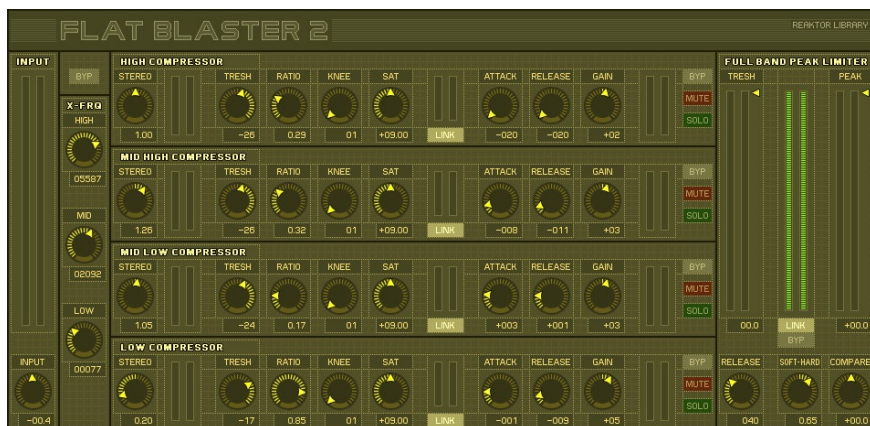 FLAT BLASTER 2
REAKTOR LIBRARY
INPUT
BYP
X-FRQ
HIGH
05587
MID
02092
LOW
00077
INPUT
-00.4
HIGH COMPRESSOR
STEREO TRESH RATIO KNEE SAT ATTACK RELEASE GAIN BYP
MUTE
SOLO
1.00 -26 0.29 01 +09.00 LINK -020 -020 +02
MID HIGH COMPRESSOR
STEREO TRESH RATIO KNEE SAT ATTACK RELEASE GAIN BYP
MUTE
SOLO
1.26 -26 0.32 01 +09.00 LINK -008 -011 +03
MID LOW COMPRESSOR
STEREO TRESH RATIO KNEE SAT ATTACK RELEASE GAIN BYP
MUTE
SOLO
1.05 -24 0.17 01 +09.00 LINK +003 +001 +03
LOW COMPRESSOR
STEREO TRESH RATIO KNEE SAT ATTACK RELEASE GAIN BYP
MUTE
SOLO
0.20 -17 0.85 01 +09.00 LINK -001 -009 +05
FULL BAND PEAK LIMITER
TRESH PEAK
00.0 LINK +00.0
BYP
RELEASE SOFT-HARD COMPARE
040 0.65 +00.0